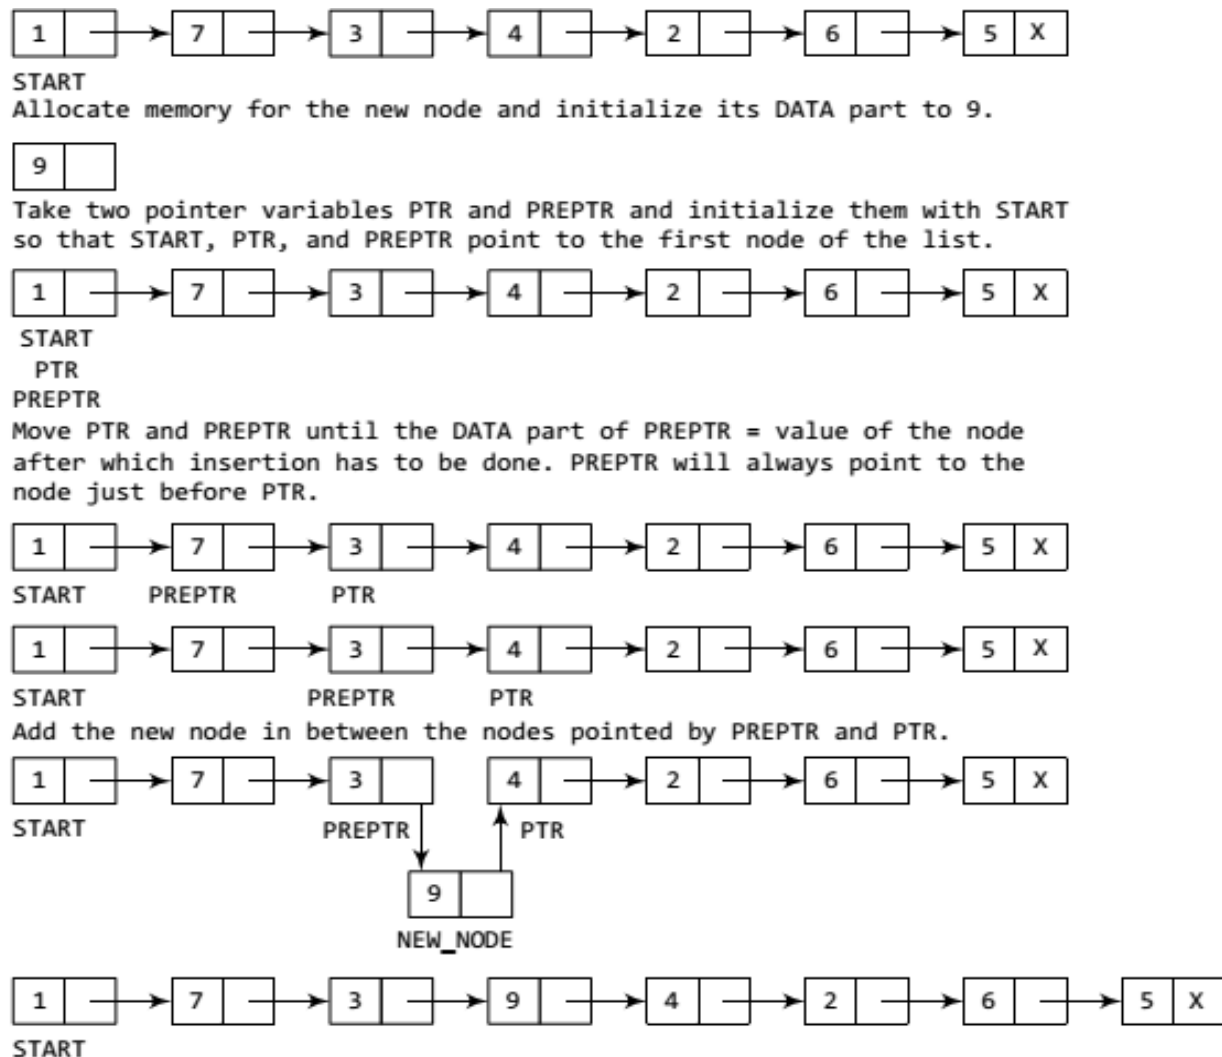 1 7 3 4 2 6 5 X
START
Allocate memory for the new node and initialize its DATA part to 9.
9
Take two pointer variables PTR and PREPTR and initialize them with START
so that START, PTR, and PREPTR point to the first node of the list.
1 7 3 4 2 6 5 X
START
PTR
PREPTR
Move PTR and PREPTR until the DATA part of PREPTR = value of the node
after which insertion has to be done. PREPTR will always point to the
node just before PTR.
1 7 3 4 2 6 5 X
START PREPTR PTR
1 7 3 4 2 6 5 X
START PREPTR PTR
Add the new node in between the nodes pointed by PREPTR and PTR.
1 7 3 4 2 6 5 X
START PREPTR PTR
9
NEW_NODE
1 7 3 9 4 2 6 5 X
START